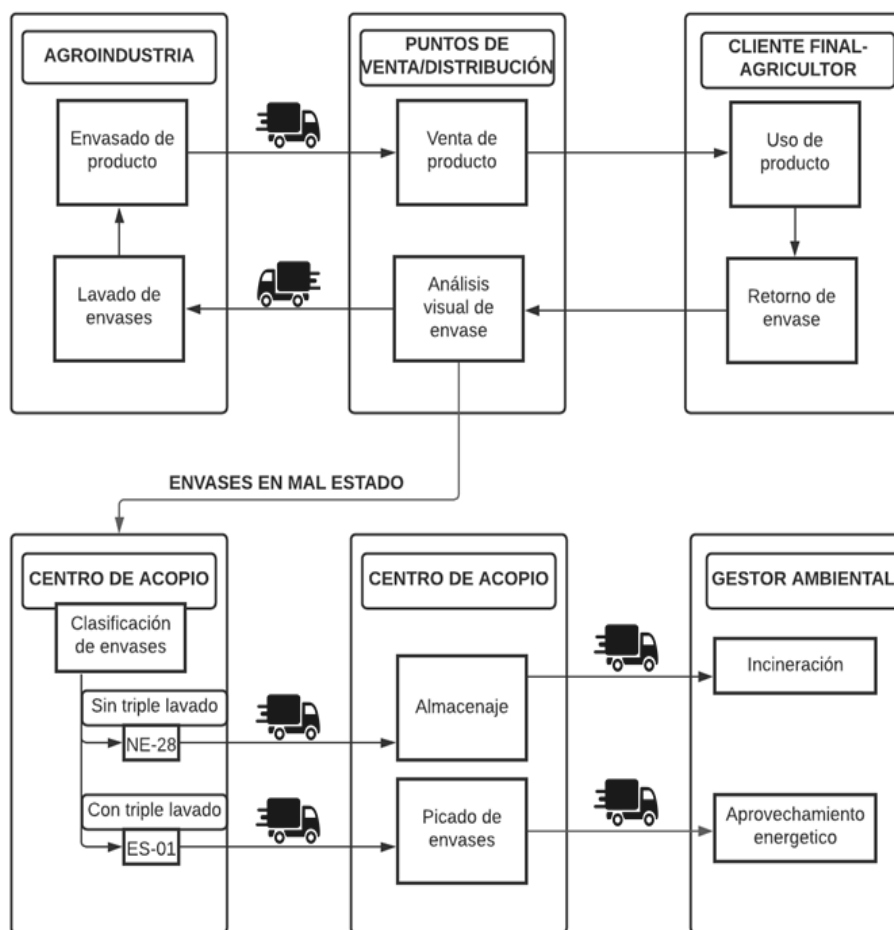 AGROINDUSTRIA
PUNTOS DE
VENTA/DISTRIBUCIÓN
CLIENTE FINAL-
AGRICULTOR
Envasado de
producto
Venta de
producto
Uso de
producto
Lavado de
envases
Análisis
visual de
envase
Retorno de
envase
ENVASES EN MAL ESTADO
CENTRO DE ACOPIO
CENTRO DE ACOPIO
GESTOR AMBIENTAL
Clasificación
de envases
Sin triple lavado
NE-28
Almacenaje
Incineración
Con triple lavado
ES-01
Picado de
envases
Aprovechamiento
energetico